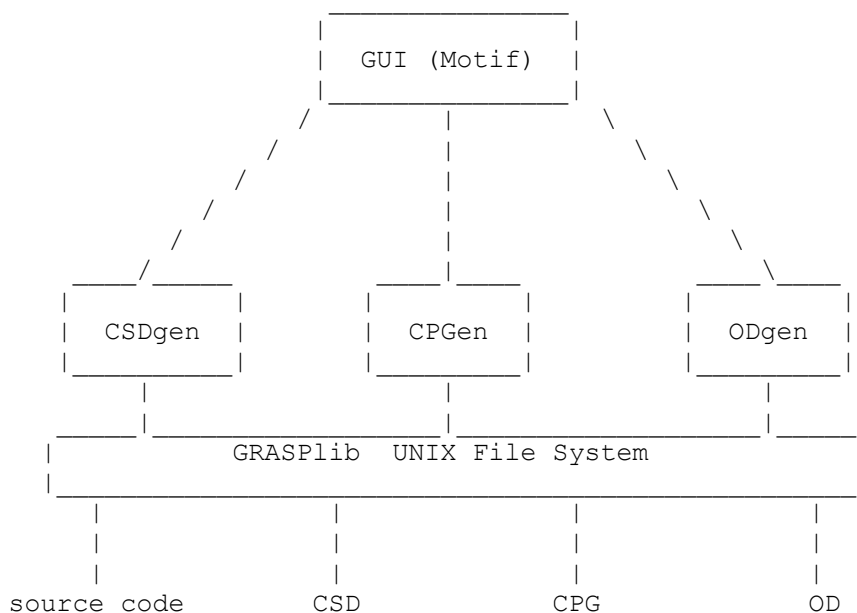 GUI (Motif)
CSDgen CPGen ODgen
GRASPlib UNIX File System
source code CSD CPG OD